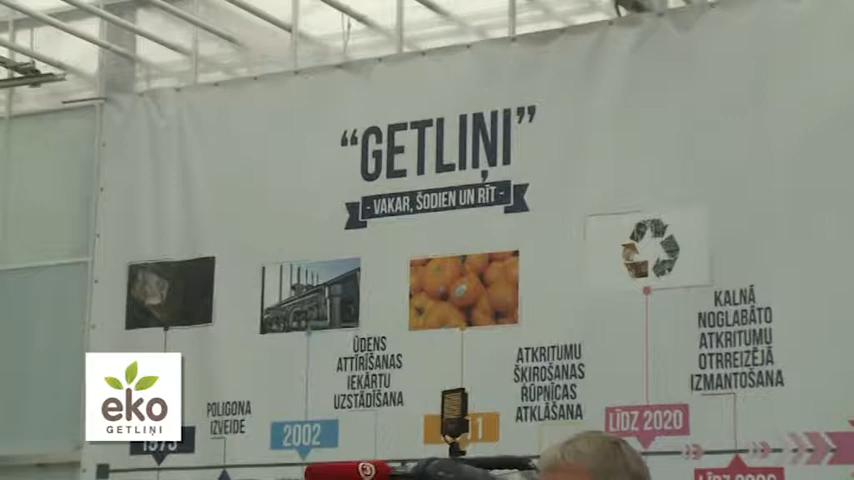 “GETLIŅI”
- VAKAR, ŠODIEN UN RĪT -
KALNĀ
NOGLABĀTO
ATKRITUMU
OTRREIZĒJĀ
IZMANTOŠANA
ŪDENS
ATTĪRĪŠANAS
IEKĀRTU
UZSTĀDĪŠANA
ATKRITUMU
ŠĶIROŠANAS
RŪPNĪCAS
ATKLĀŠANA
POLIGONA
IZVEIDE
eko
GETLIŅI
2002
LĪDZ 2020
3